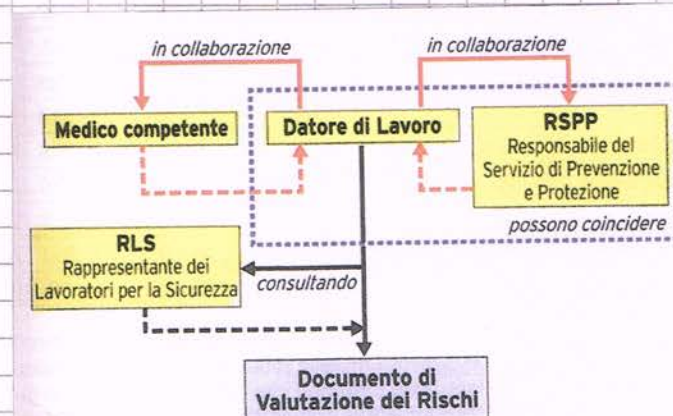 in collaborazione
in collaborazione
Medico competente
Datore di Lavoro
RSPP
Responsabile del
Servizio di Prevenzione
e Protezione
possono coincidere
RLS
Rappresentante dei
Lavoratori per la Sicurezza
consultando
Documento di
Valutazione dei Rischi